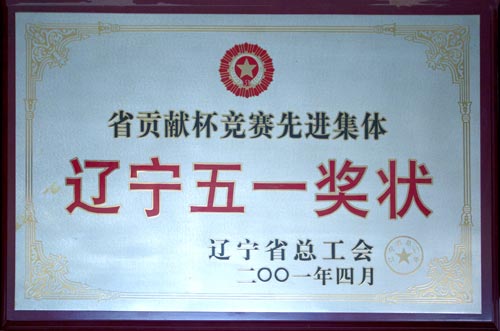 省贡献杯竞赛先进集体
辽宁五一奖状
辽宁省总工会
二〇〇一年四月